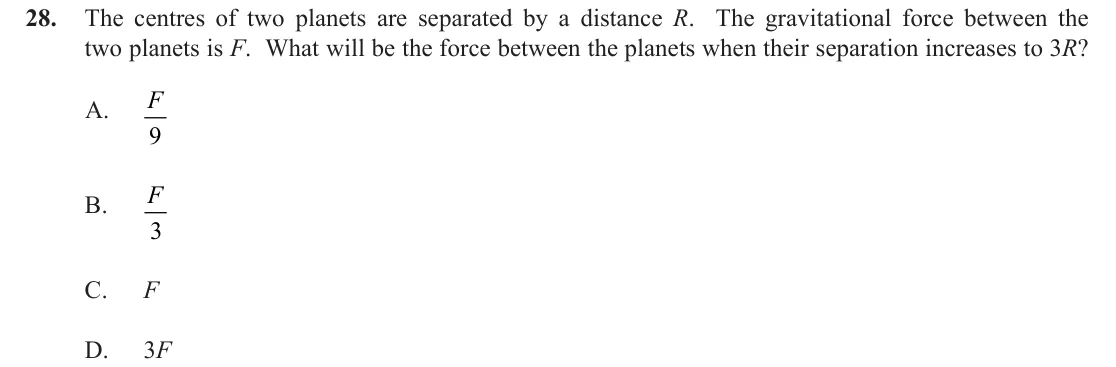 28. The centres of two planets are separated by a distance R. The gravitational force between the
two planets is F. What will be the force between the planets when their separation increases to 3R?
A. F/9
B. F/3
C. F
D. 3F